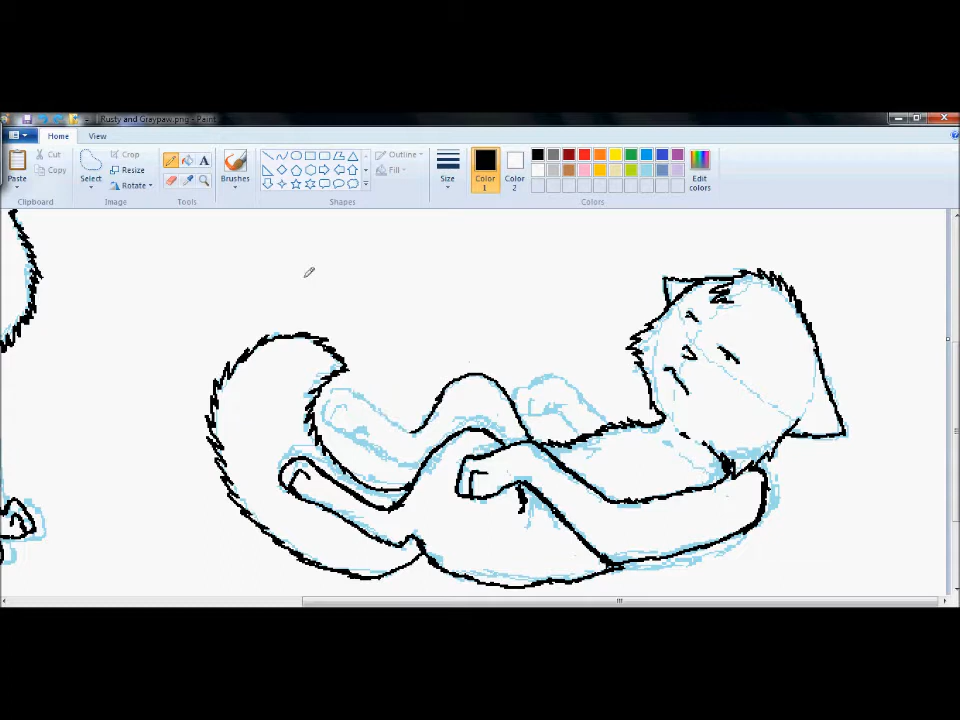 Rusty and Graypaw.png - Paint
Home View
Paste
Cut
Copy
Clipboard
Select
Crop
Resize
Rotate
Image
A
Tools
Brushes
Outline
Fill
Shapes
Size
Color 1
Color 2
Edit colors
Colors